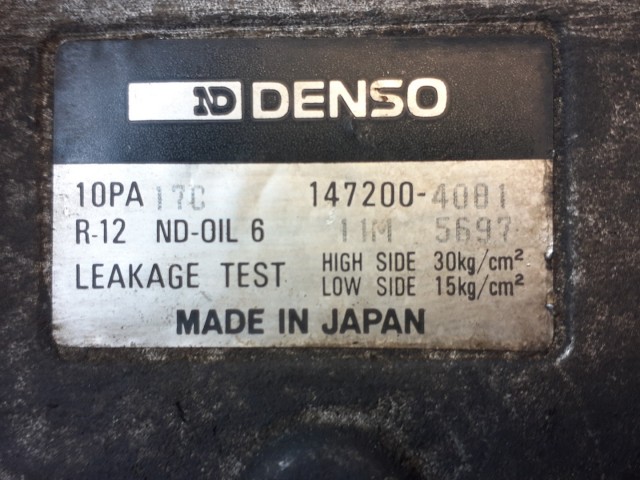 ND DENSO
10PA 17C 147200-4081
R-12 ND-OIL 6 11M 5697
LEAKAGE TEST HIGH SIDE 30kg/cm²
LOW SIDE 15kg/cm²
MADE IN JAPAN